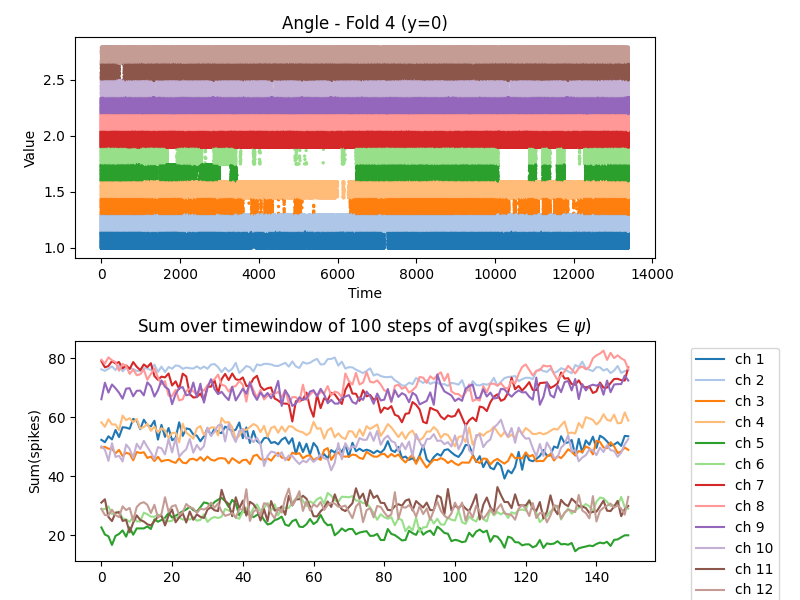 Angle - Fold 4 (y=0)
Value
2.5
2.0
1.5
1.0
0 2000 4000 6000 8000 10000 12000 14000
Time
Sum over timewindow of 100 steps of avg(spikes ∈ ψ)
Sum(spikes)
80
60
40
20
0 20 40 60 80 100 120 140
ch 1
ch 2
ch 3
ch 4
ch 5
ch 6
ch 7
ch 8
ch 9
ch 10
ch 11
ch 12